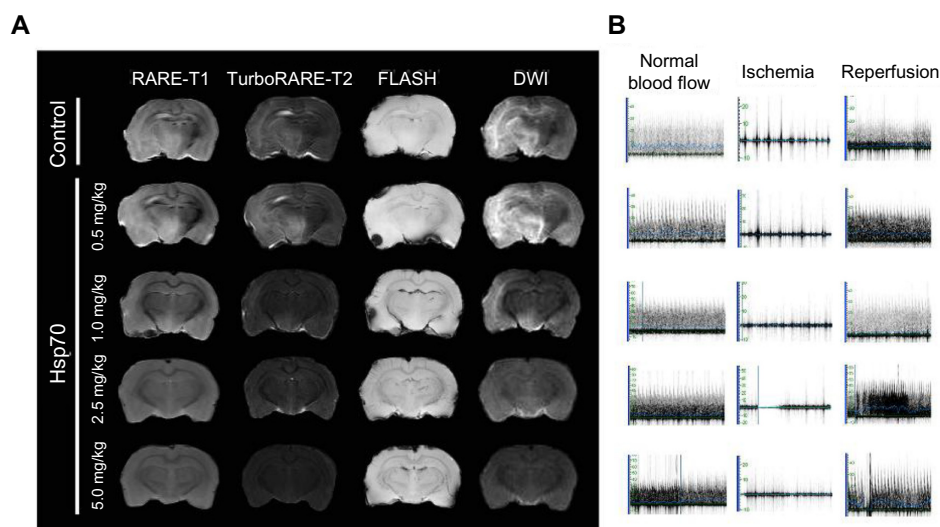 A
B
RARE-T1
TurboRARE-T2
FLASH
DWI
Normal
blood flow
Ischemia
Reperfusion
Control
Hsp70
0.5 mg/kg
1.0 mg/kg
2.5 mg/kg
5.0 mg/kg